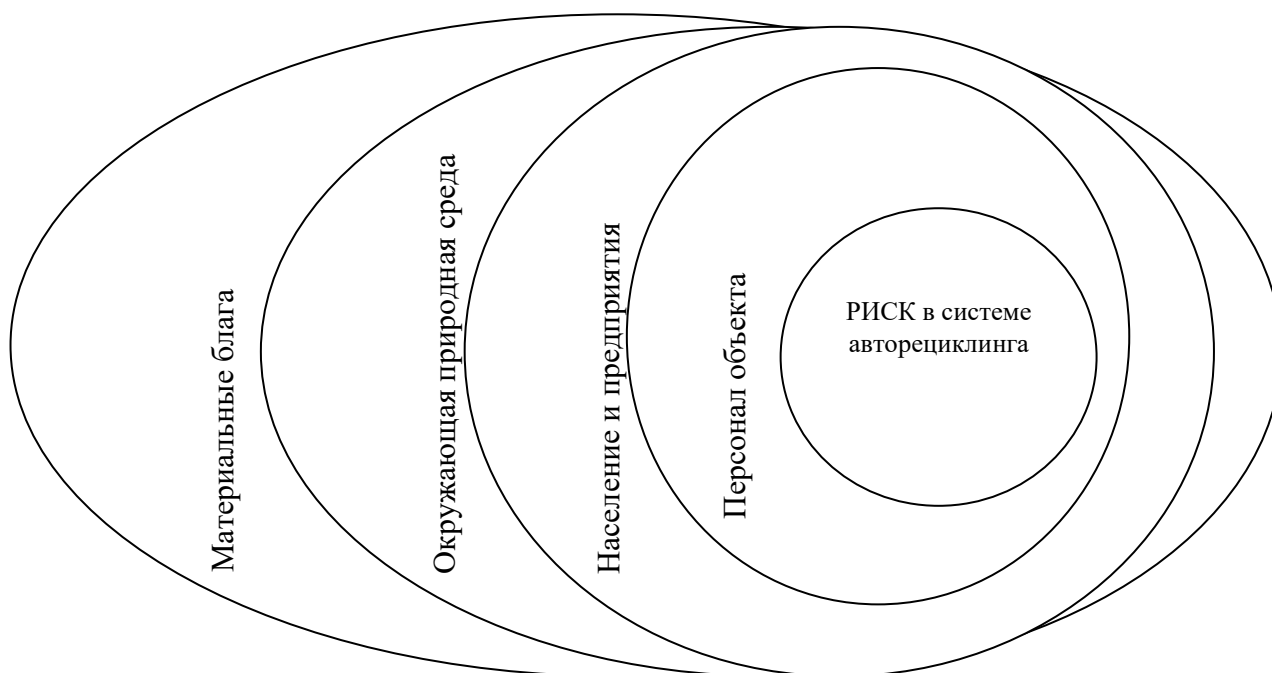 Материальные блага
Окружающая природная среда
Население и предприятия
Персонал объекта
РИСК в системе
авторециклинга